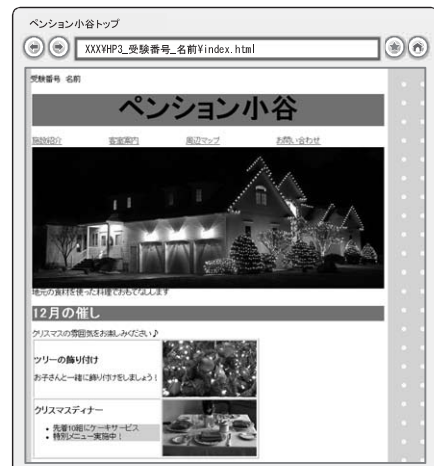 ペンション小谷トップ
XXX¥HP3_受験番号_名前¥index.html
受験番号 名前
ペンション小谷
施設紹介 客室案内 周辺マップ お問い合わせ
地元の食材を使った料理でおもてなしします
12月の催し
クリスマスの雰囲気をお楽しみください♪
ツリーの飾り付け
お子さんと一緒に飾り付けをしましょう！
クリスマスディナー
先着10組にケーキサービス
特別メニュー実施中！